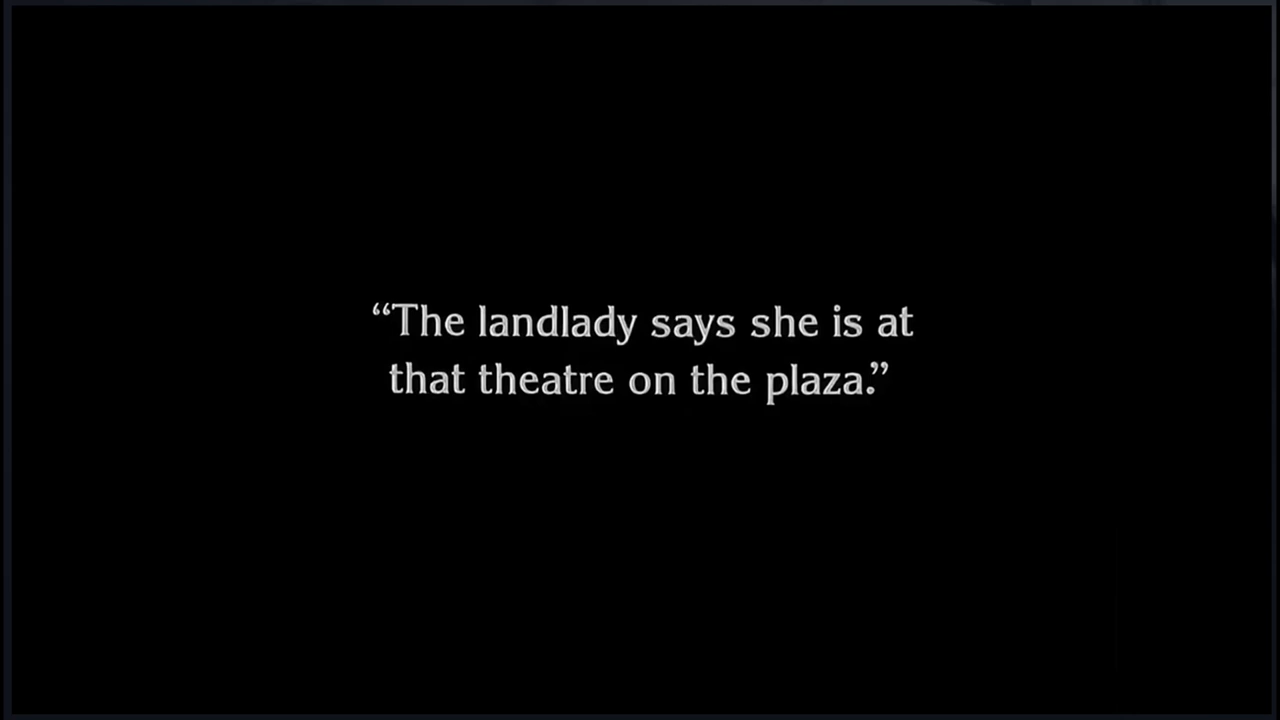 “The landlady says she is at
that theatre on the plaza.”